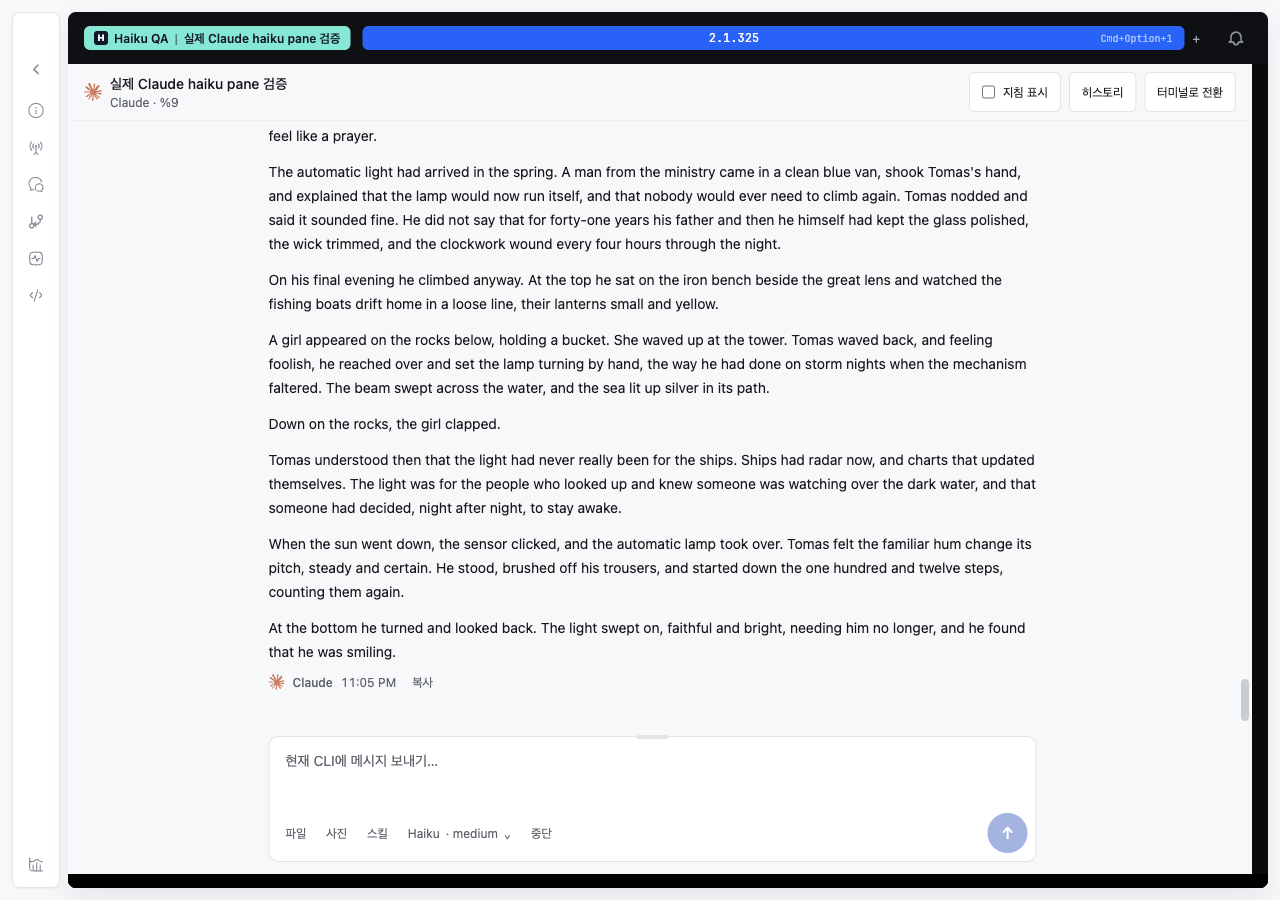 H Haiku QA | 실제 Claude haiku pane 검증
2.1.325
Cmd+Option+1
+
실제 Claude haiku pane 검증
Claude · %9
지침 표시
히스토리
터미널로 전환
feel like a prayer.
The automatic light had arrived in the spring. A man from the ministry came in a clean blue van, shook Tomas's hand,
and explained that the lamp would now run itself, and that nobody would ever need to climb again. Tomas nodded and
said it sounded fine. He did not say that for forty-one years his father and then he himself had kept the glass polished,
the wick trimmed, and the clockwork wound every four hours through the night.
On his final evening he climbed anyway. At the top he sat on the iron bench beside the great lens and watched the
fishing boats drift home in a loose line, their lanterns small and yellow.
A girl appeared on the rocks below, holding a bucket. She waved up at the tower. Tomas waved back, and feeling
foolish, he reached over and set the lamp turning by hand, the way he had done on storm nights when the mechanism
faltered. The beam swept across the water, and the sea lit up silver in its path.
Down on the rocks, the girl clapped.
Tomas understood then that the light had never really been for the ships. Ships had radar now, and charts that updated
themselves. The light was for the people who looked up and knew someone was watching over the dark water, and that
someone had decided, night after night, to stay awake.
When the sun went down, the sensor clicked, and the automatic lamp took over. Tomas felt the familiar hum change its
pitch, steady and certain. He stood, brushed off his trousers, and started down the one hundred and twelve steps,
counting them again.
At the bottom he turned and looked back. The light swept on, faithful and bright, needing him no longer, and he found
that he was smiling.
Claude 11:05 PM 복사
현재 CLI에 메시지 보내기...
파일 사진 스킬 Haiku · medium 중단